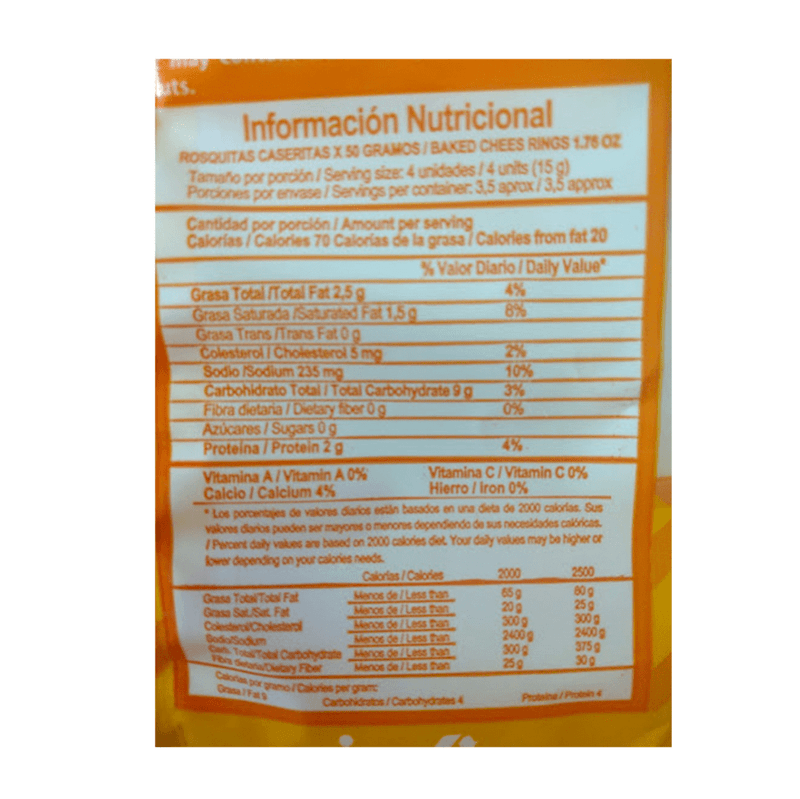 may contain
uts.
Información Nutricional
ROSQUITAS CASERITAS X 50 GRAMOS / BAKED CHEES RINGS 1.76 OZ
Tamaño por porción / Serving size: 4 unidades / 4 units (15 g)
Porciones por envase / Servings per container: 3,5 aprox / 3,5 approx
Cantidad por porción / Amount per serving
Calorías / Calories 70 Calorías de la grasa / Calories from fat 20
% Valor Diario / Daily Value*
Grasa Total /Total Fat 2,5 g 4%
Grasa Saturada /Saturated Fat 1,5 g 8%
Grasa Trans /Trans Fat 0 g
Colesterol / Cholesterol 5 mg 2%
Sodio /Sodium 235 mg 10%
Carbohidrato Total / Total Carbohydrate 9 g 3%
Fibra dietaria / Dietary fiber 0 g 0%
Azúcares / Sugars 0 g
Proteína / Protein 2 g 4%
Vitamina A / Vitamin A 0% Vitamina C / Vitamin C 0%
Calcio / Calcium 4% Hierro / Iron 0%
* Los porcentajes de valores diarios están basados en una dieta de 2000 calorías. Sus
valores diarios pueden ser mayores o menores dependiendo de sus necesidades calóricas.
/ Percent daily values are based on 2000 calories diet. Your daily values may be higher or
lower depending on your calories needs.
Calorías / Calories 2000 2500
Grasa Total/Total Fat Menos de / Less than 65 g 80 g
Grasa Sat./Sat. Fat Menos de / Less than 20 g 25 g
Colesterol/Cholesterol Menos de / Less than 300 g 300 g
Sodio/Sodium Menos de / Less than 2400 g 2400 g
Carb. Total/Total Carbohydrate Menos de / Less than 300 g 375 g
Fibra dietaria/Dietary Fiber Menos de / Less than 25 g 30 g
Calorías por gramo / Calories per gram:
Grasa / Fat 9 Carbohidratos / Carbohydrates 4 Proteína / Protein 4